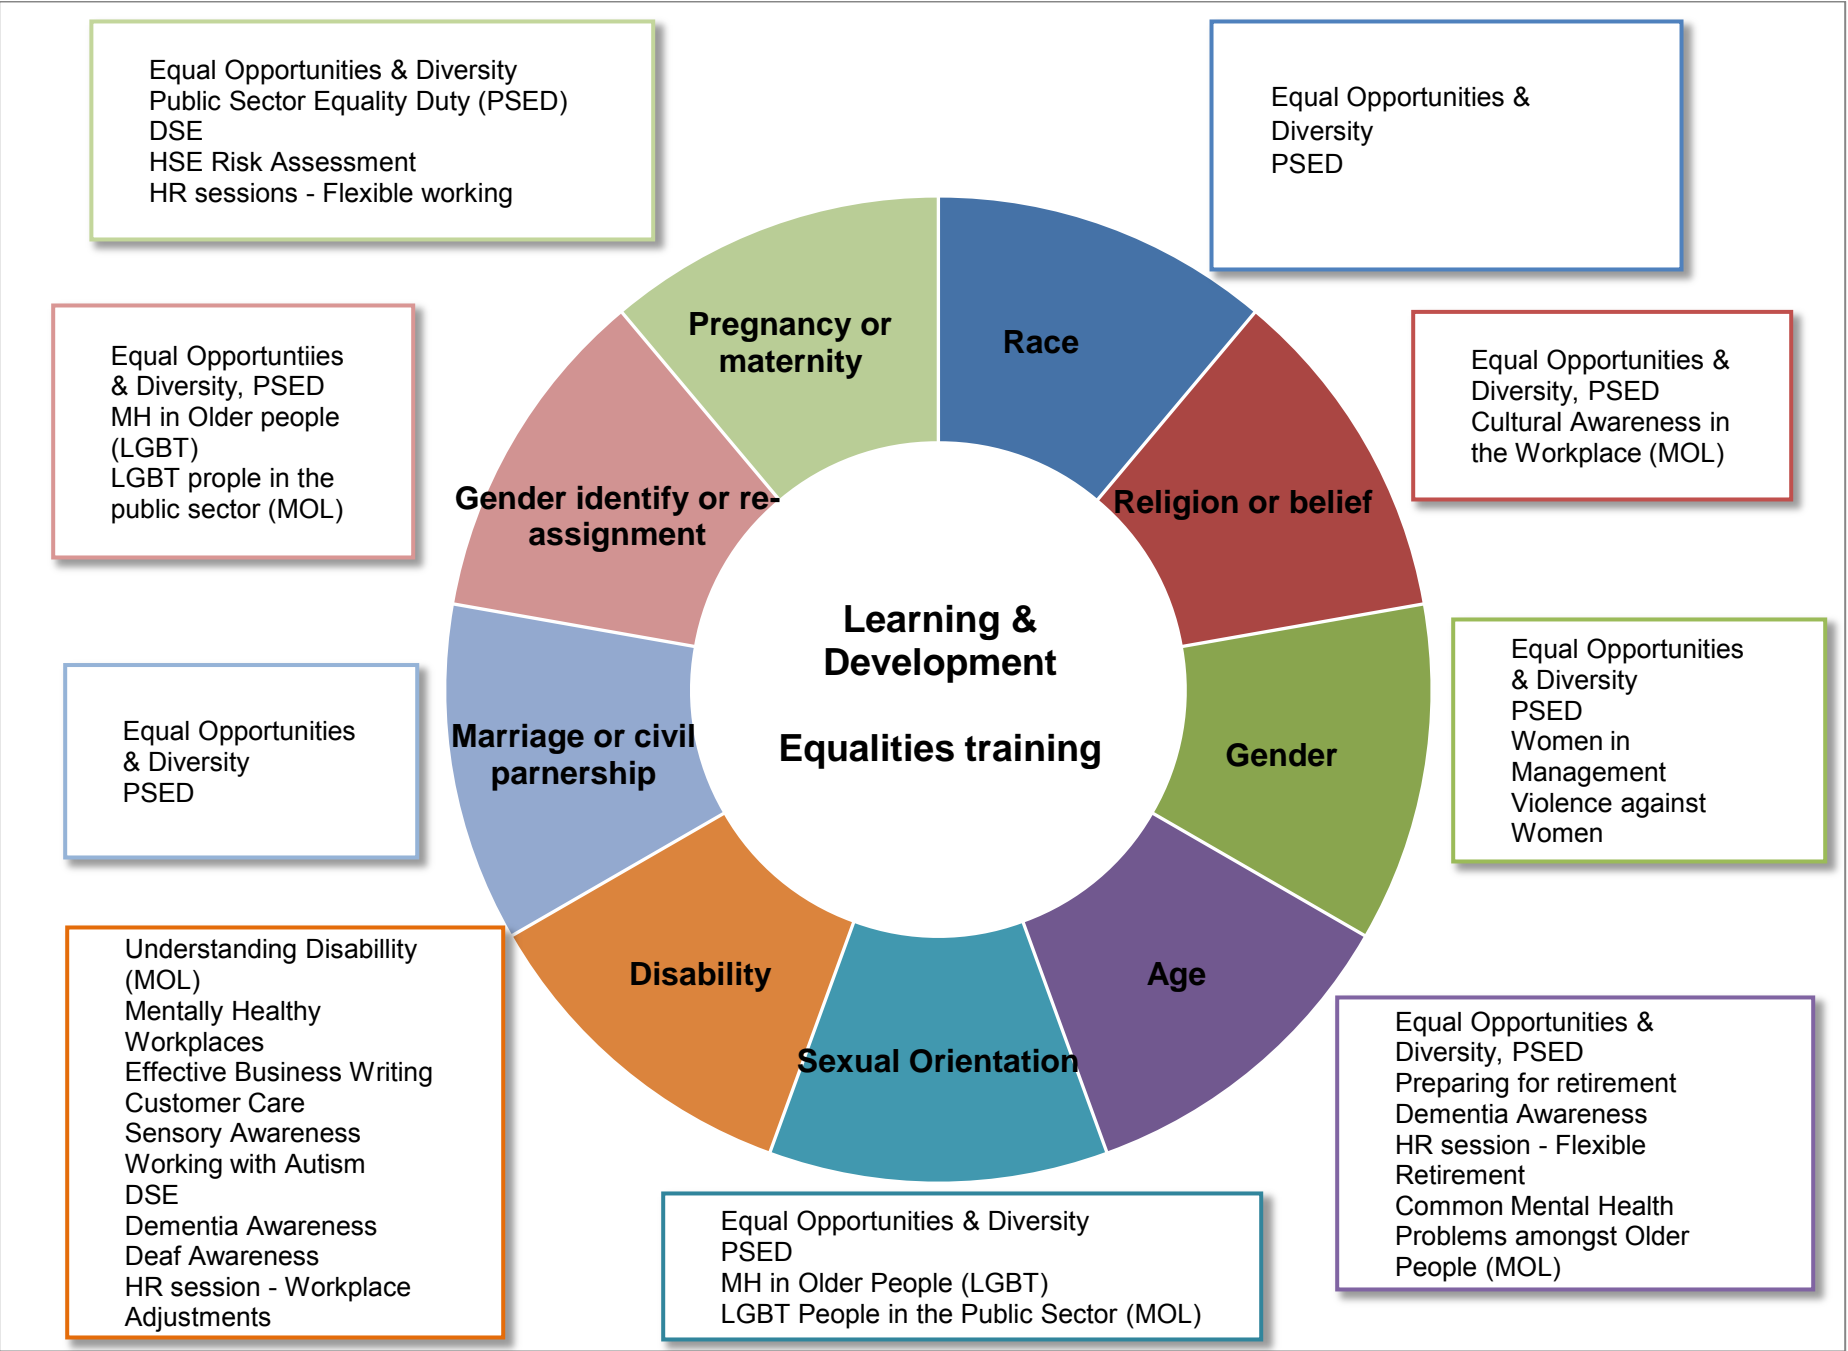 Equal Opportunities & Diversity
Public Sector Equality Duty (PSED)
DSE
HSE Risk Assessment
HR sessions - Flexible working
Equal Opportunities &
Diversity
PSED
Pregnancy or
maternity
Race
Equal Opportuntiies
& Diversity, PSED
MH in Older people
(LGBT)
LGBT prople in the
public sector (MOL)
Equal Opportunities &
Diversity, PSED
Cultural Awareness in
the Workplace (MOL)
Gender identify or re-
assignment
Religion or belief
Learning &
Development
Equalities training
Equal Opportunities
& Diversity
PSED
Marriage or civil
parnership
Gender
Equal Opportunities
& Diversity
PSED
Women in
Management
Violence against
Women
Understanding Disabillity
(MOL)
Mentally Healthy
Workplaces
Effective Business Writing
Customer Care
Sensory Awareness
Working with Autism
DSE
Dementia Awareness
Deaf Awareness
HR session - Workplace
Adjustments
Disability
Sexual Orientation
Age
Equal Opportunities & Diversity
PSED
MH in Older People (LGBT)
LGBT People in the Public Sector (MOL)
Equal Opportunities &
Diversity, PSED
Preparing for retirement
Dementia Awareness
HR session - Flexible
Retirement
Common Mental Health
Problems amongst Older
People (MOL)